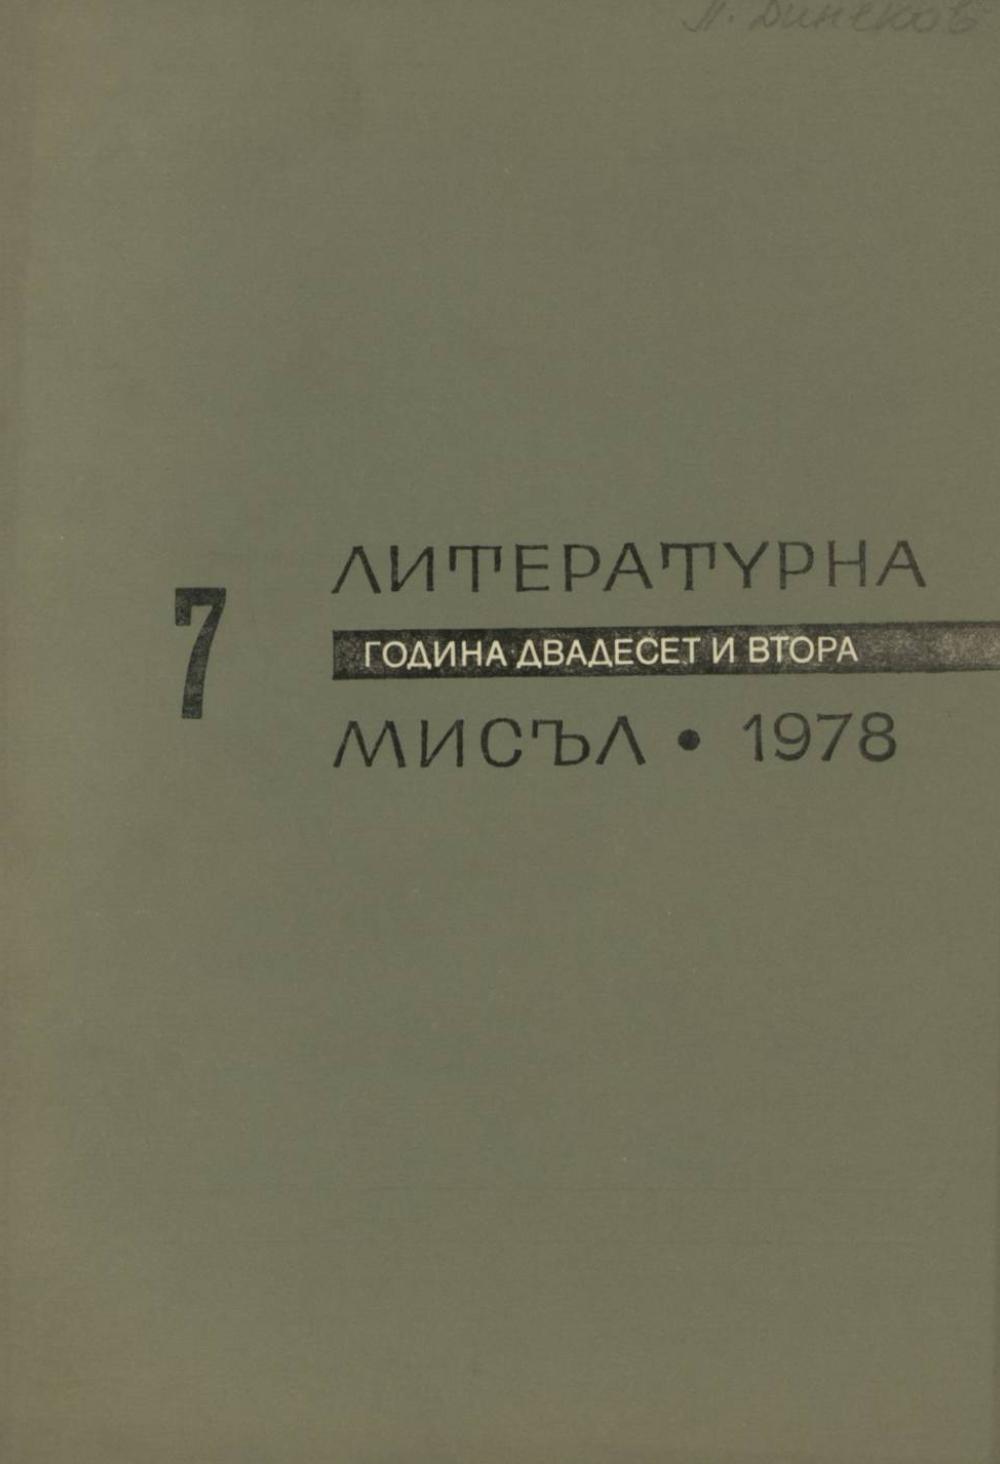 П. Динеков
7
ЛИТЕРАТУРНА
ГОДИНА ДВАДЕСЕТ И ВТОРА
МИСЪЛ • 1978